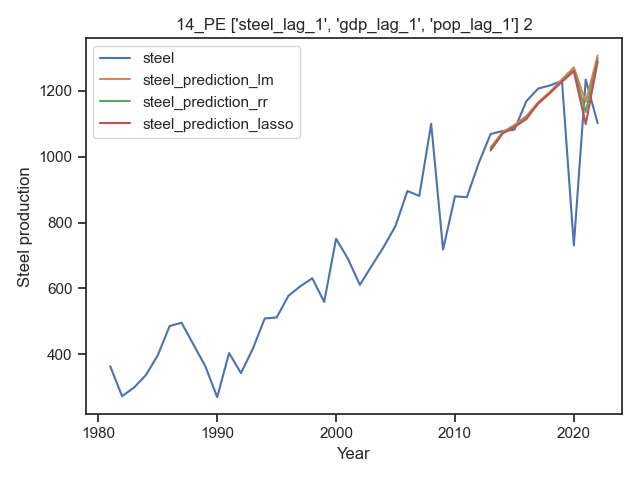 14_PE ['steel_lag_1', 'gdp_lag_1', 'pop_lag_1'] 2
steel
steel_prediction_lm
steel_prediction_rr
steel_prediction_lasso
Steel production
1200
1000
800
600
400
1980
1990
2000
2010
2020
Year